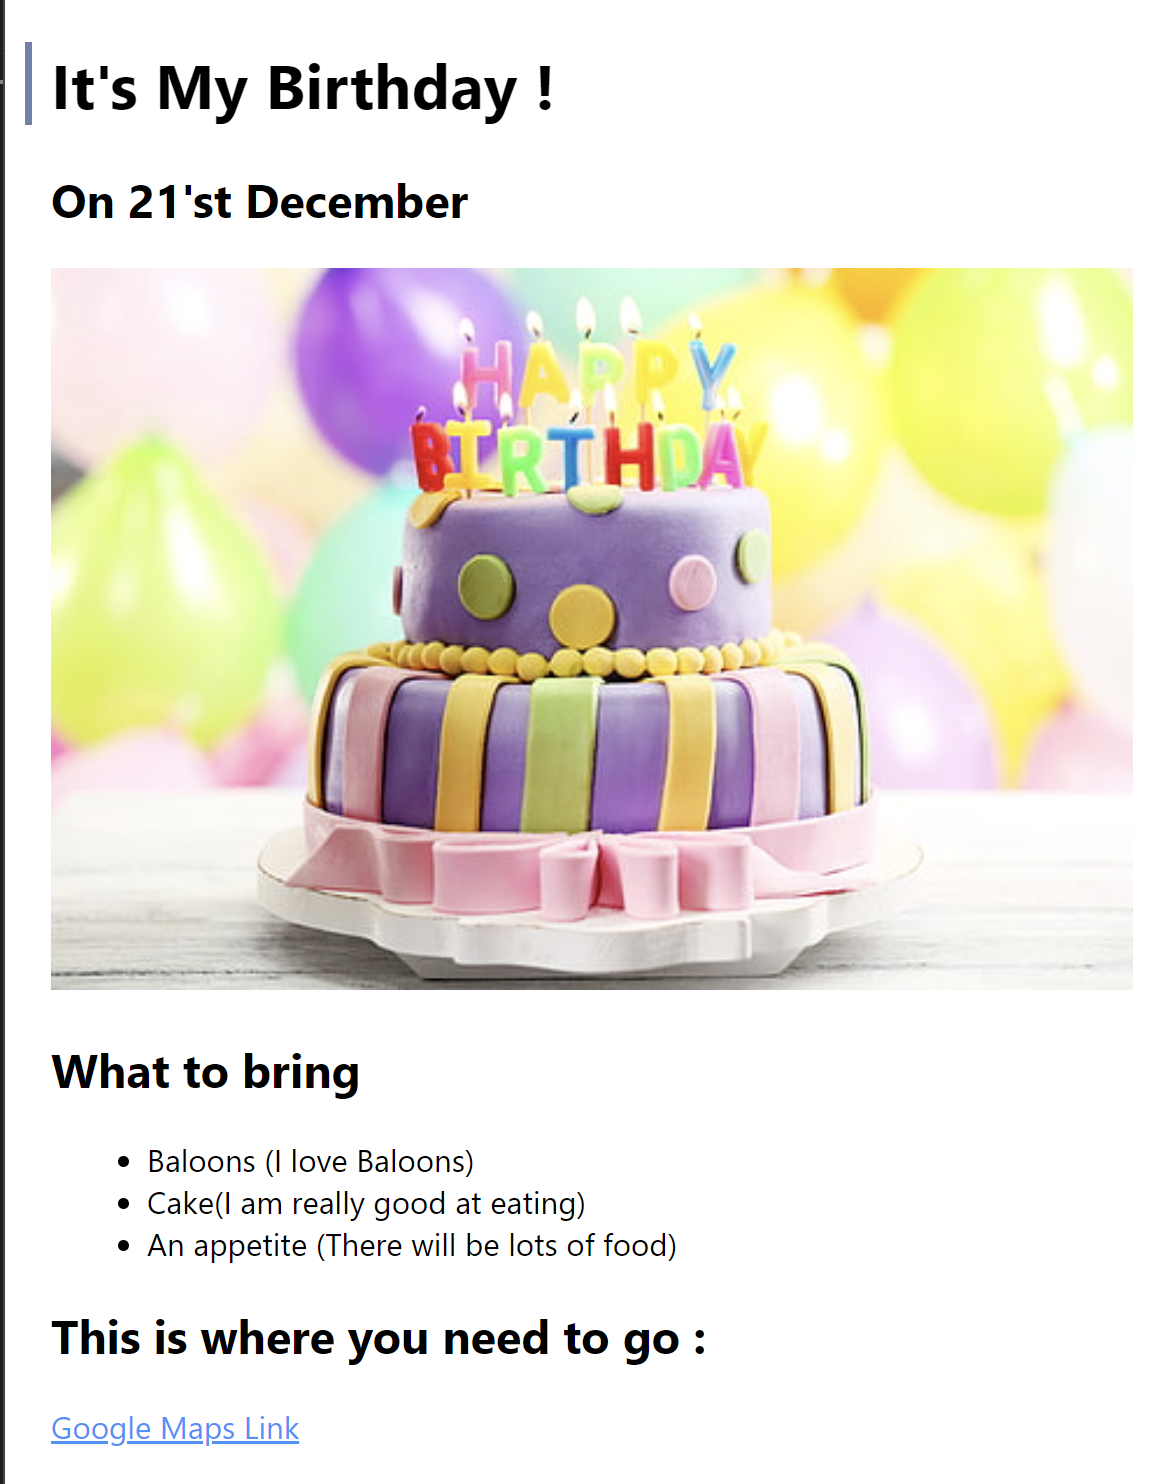 It's My Birthday !
On 21'st December
HAPPY
BIRTHDAY
What to bring
Baloons (I love Baloons)
Cake(I am really good at eating)
An appetite (There will be lots of food)
This is where you need to go :
Google Maps Link